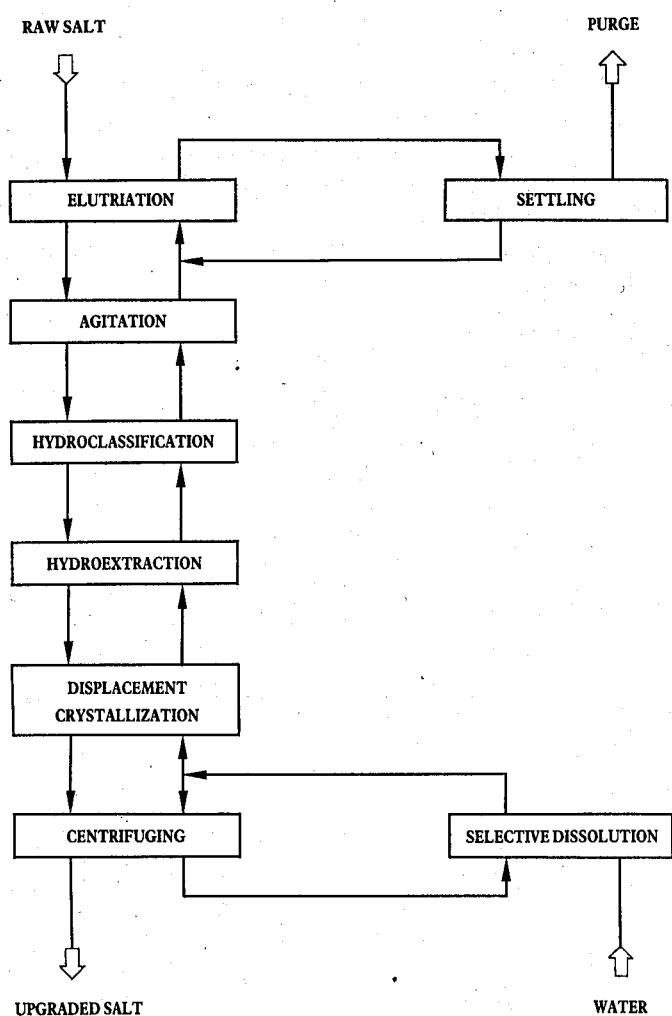 RAW SALT
PURGE
ELUTRIATION
SETTLING
AGITATION
HYDROCLASSIFICATION
HYDROEXTRACTION
DISPLACEMENT
CRYSTALLIZATION
CENTRIFUGING
SELECTIVE DISSOLUTION
UPGRADED SALT
WATER